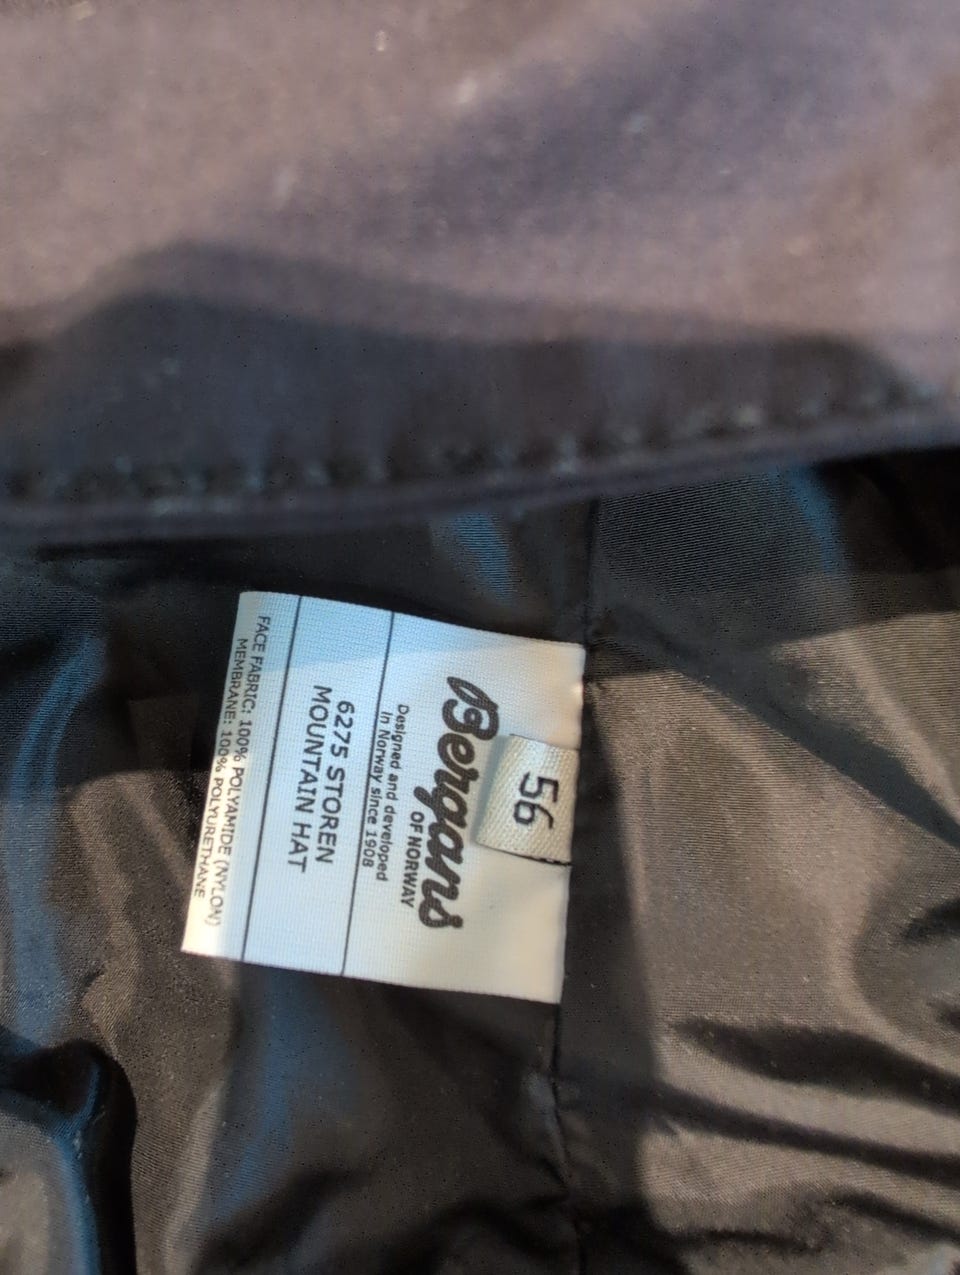 56
Bergans
OF NORWAY
Designed and developed
in Norway since 1908
6275 STOREN
MOUNTAIN HAT
FACE FABRIC: 100% POLYAMIDE (NYLON)
MEMBRANE: 100% POLYURETHANE